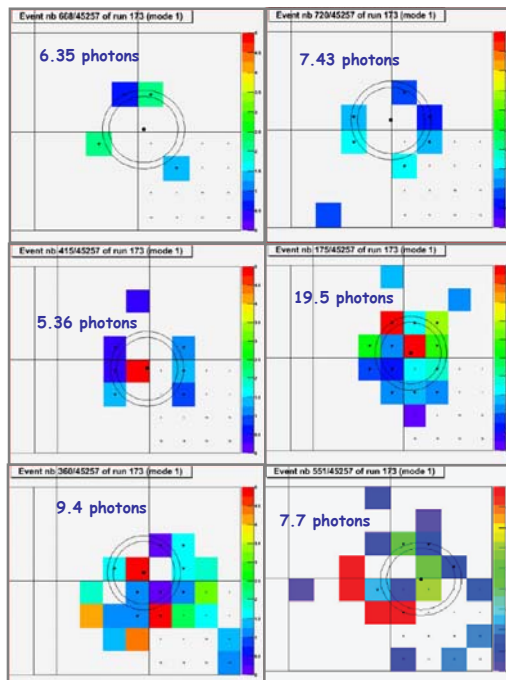 Event nb 668/45257 of run 173 (mode 1)
6.35 photons
Event nb 720/45257 of run 173 (mode 1)
7.43 photons
Event nb 415/45257 of run 173 (mode 1)
5.36 photons
Event nb 175/45257 of run 173 (mode 1)
19.5 photons
Event nb 360/45257 of run 173 (mode 1)
9.4 photons
Event nb 551/45257 of run 173 (mode 1)
7.7 photons